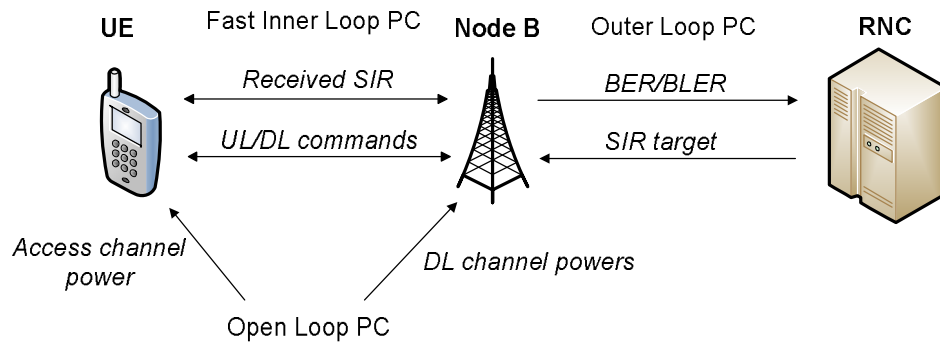 UE
Fast Inner Loop PC
Node B
Outer Loop PC
RNC
Received SIR
BER/BLER
UL/DL commands
SIR target
Access channel
power
DL channel powers
Open Loop PC